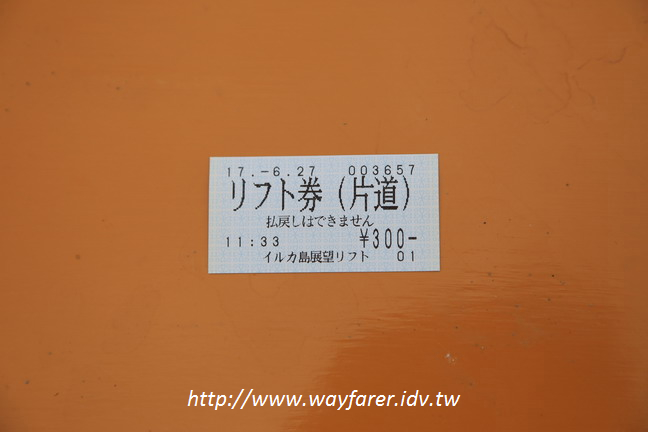 17.-6.27 003657
リフト券(片道)
払戻しはできません
11:33 ¥300-
イルカ島展望リフト 01
http://www.wayfarer.idv.tw